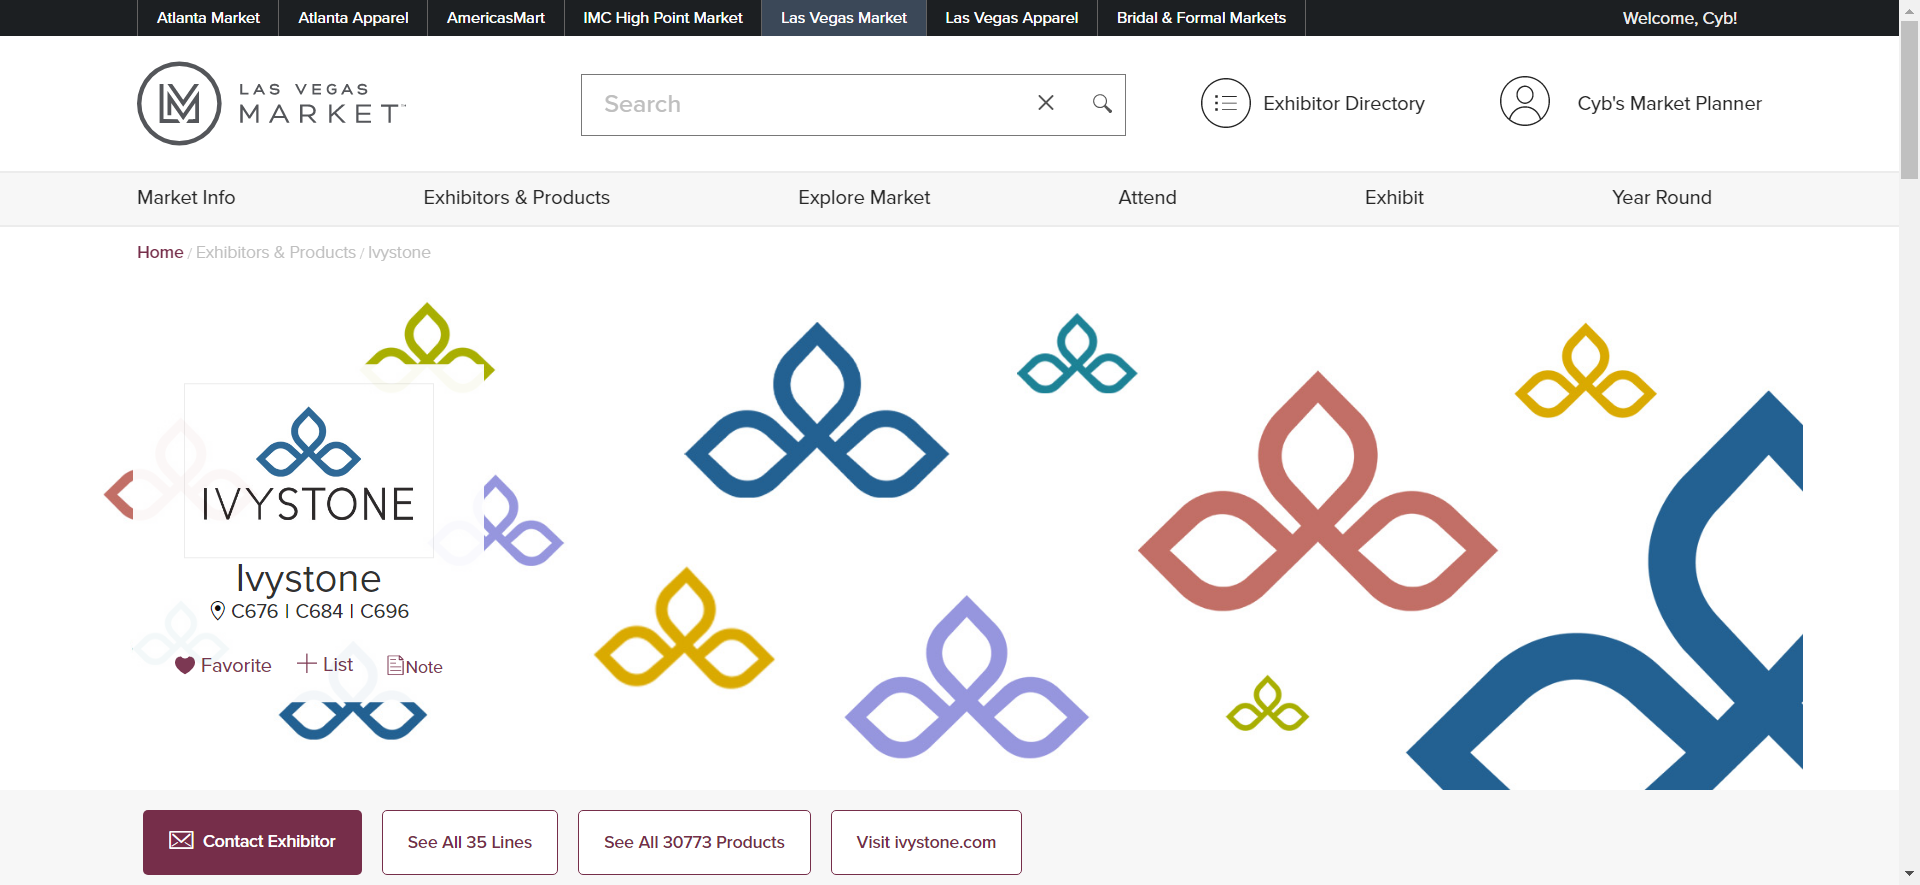 Atlanta Market
Atlanta Apparel
AmericasMart
IMC High Point Market
Las Vegas Market
Las Vegas Apparel
Bridal & Formal Markets
Welcome, Cyb!
LAS VEGAS
MARKET™
Search
Exhibitor Directory
Cyb's Market Planner
Market Info
Exhibitors & Products
Explore Market
Attend
Exhibit
Year Round
Home / Exhibitors & Products / Ivystone
IVYSTONE
Ivystone
C676 | C684 | C696
Favorite
List
Note
Contact Exhibitor
See All 35 Lines
See All 30773 Products
Visit ivystone.com